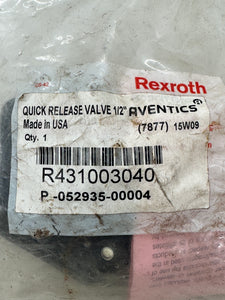 Rexroth
QUICK RELEASE VALVE 1/2" AVENTICS®
Made In USA (7877) 15W09
Qty. 1
R431003040
P -052935-00004